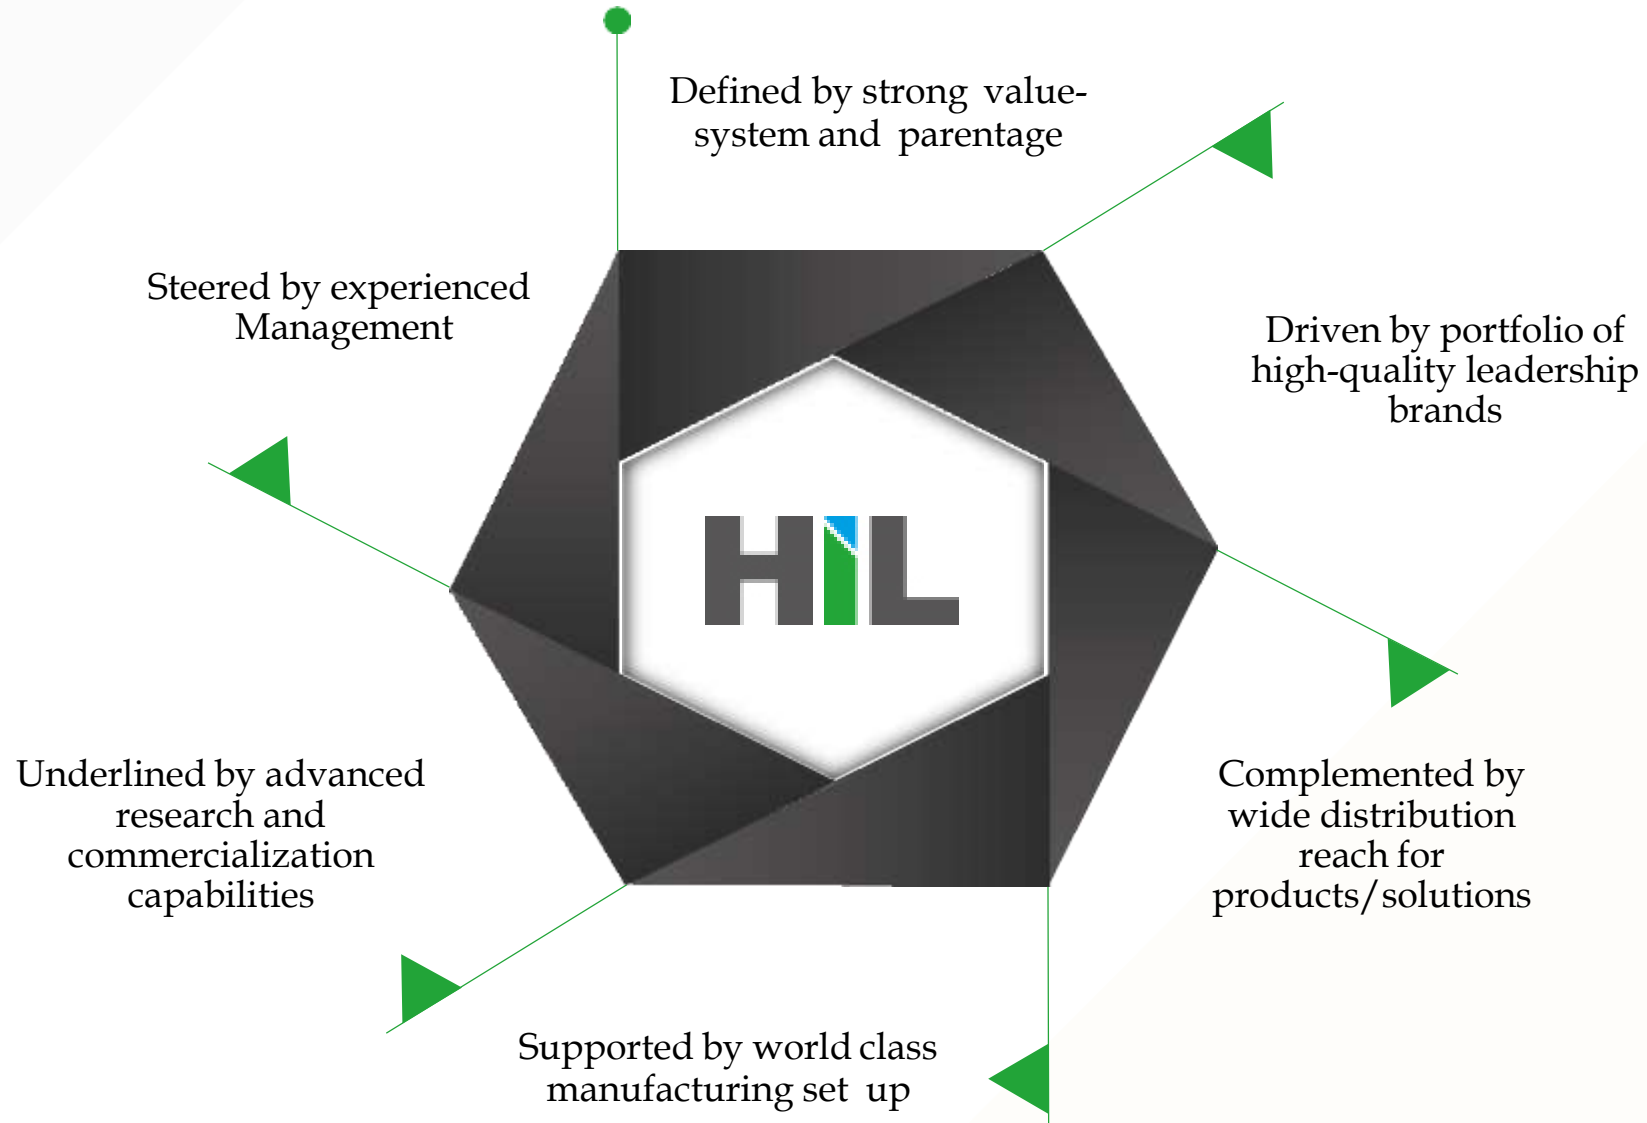 Defined by strong value-
system and parentage
Steered by experienced
Management
Driven by portfolio of
high-quality leadership
brands
HIL
Underlined by advanced
research and
commercialization
capabilities
Complemented by
wide distribution
reach for
products/solutions
Supported by world class
manufacturing set up